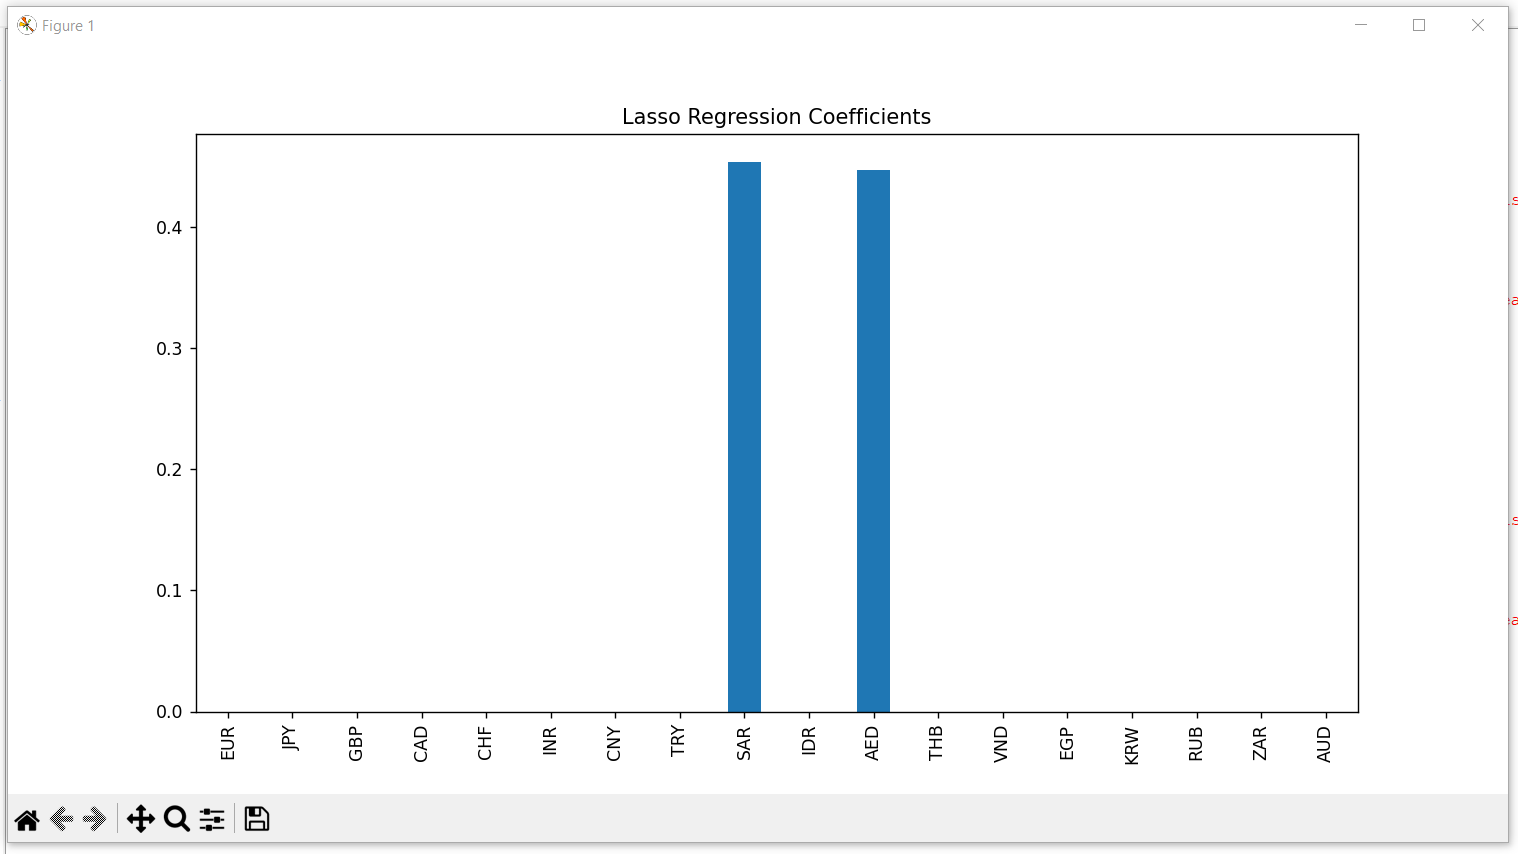 Figure 1
Lasso Regression Coefficients
0.4
0.3
0.2
0.1
0.0
EUR
JPY
GBP
CAD
CHF
INR
CNY
TRY
SAR
IDR
AED
THB
VND
EGP
KRW
RUB
ZAR
AUD